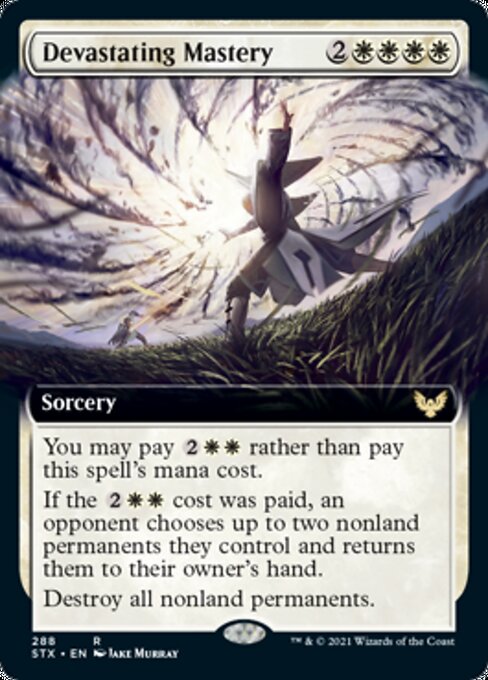 Devastating Mastery 2
Sorcery
You may pay 2 rather than pay
this spell's mana cost.
If the 2 cost was paid, an
opponent chooses up to two nonland
permanents they control and returns
them to their owner's hand.
Destroy all nonland permanents.
288 R
STX • EN Jake Murray
™ & © 2021 Wizards of the Coast